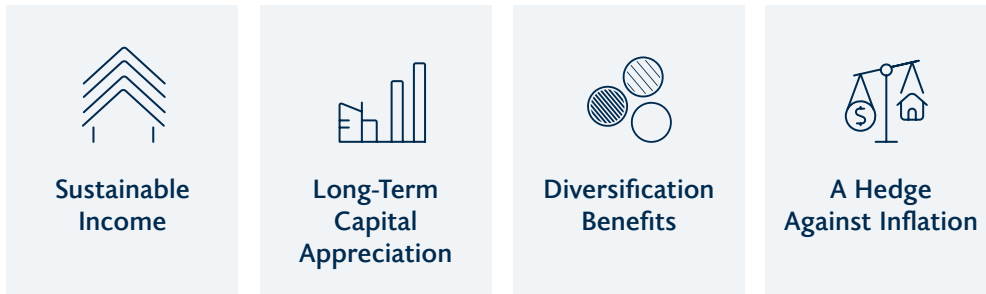 Sustainable
Income
Long-Term
Capital
Appreciation
Diversification
Benefits
$
A Hedge
Against Inflation